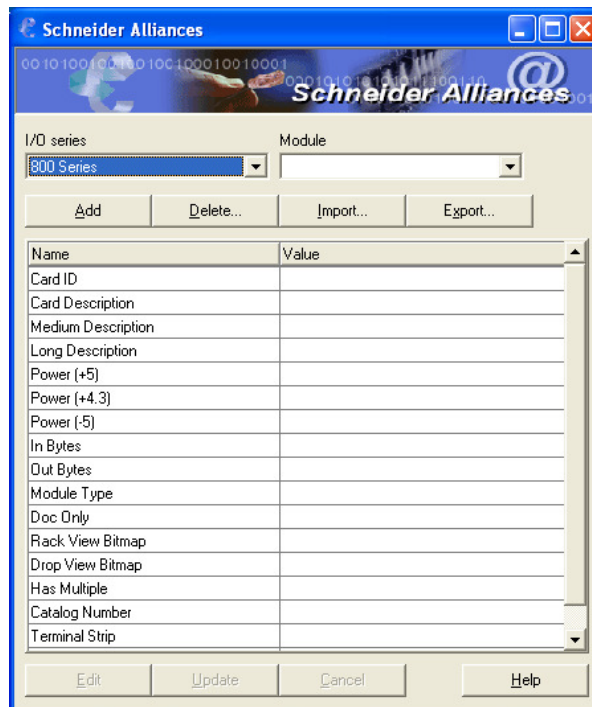 Schneider Alliances
Schneider Alliances
I/O series
Module
800 Series
Add
Delete...
Import...
Export...
Name
Value
Card ID
Card Description
Medium Description
Long Description
Power (+5)
Power (+4.3)
Power (-5)
In Bytes
Out Bytes
Module Type
Doc Only
Rack View Bitmap
Drop View Bitmap
Has Multiple
Catalog Number
Terminal Strip
Edit
Update
Cancel
Help